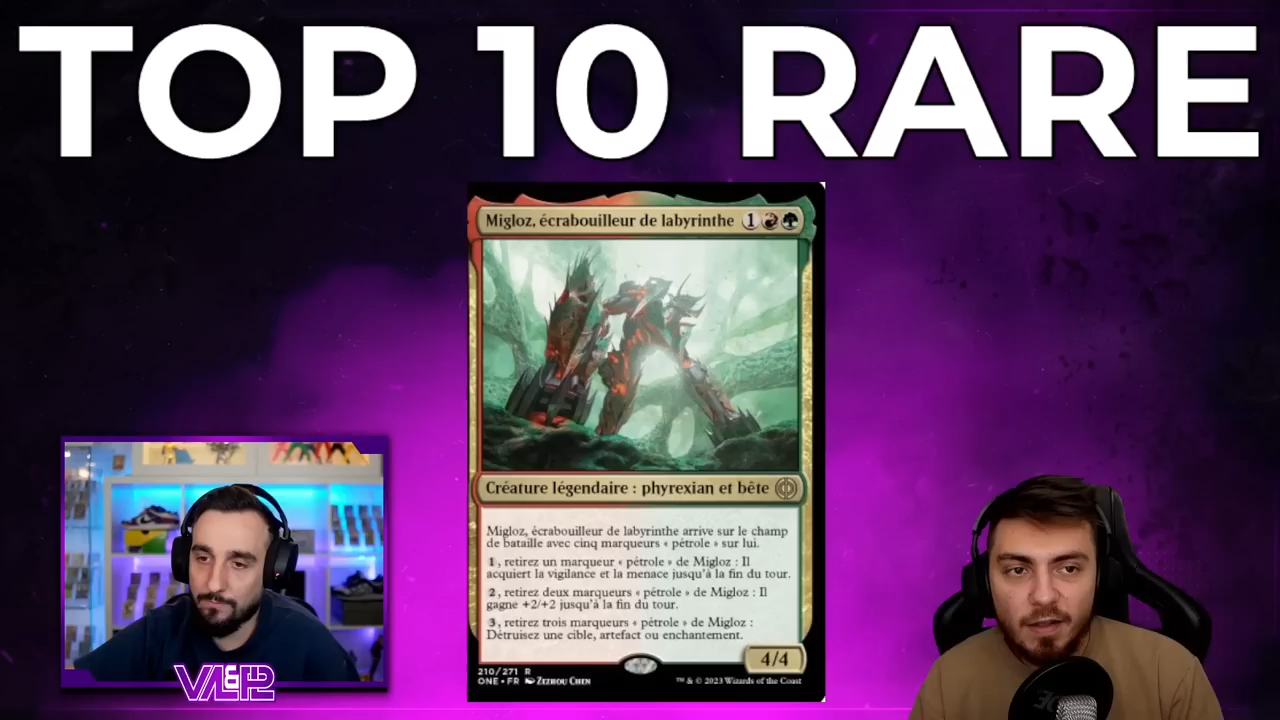 TOP 10 RARE
Migloz, écrabouilleur de labyrinthe 1
Créature légendaire : phyrexian et bête
Migloz, écrabouilleur de labyrinthe arrive sur le champ
de bataille avec cinq marqueurs « pétrole » sur lui.
1, retirez un marqueur « pétrole » de Migloz : Il
acquiert la vigilance et la menace jusqu'à la fin du tour.
2, retirez deux marqueurs « pétrole » de Migloz : Il
gagne +2/+2 jusqu'à la fin du tour.
3, retirez trois marqueurs « pétrole » de Migloz :
Détruisez une cible, artefact ou enchantement.
4/4
210/271 R
ONE • FR Zezhou Chen
™ & © 2023 Wizards of the Coast